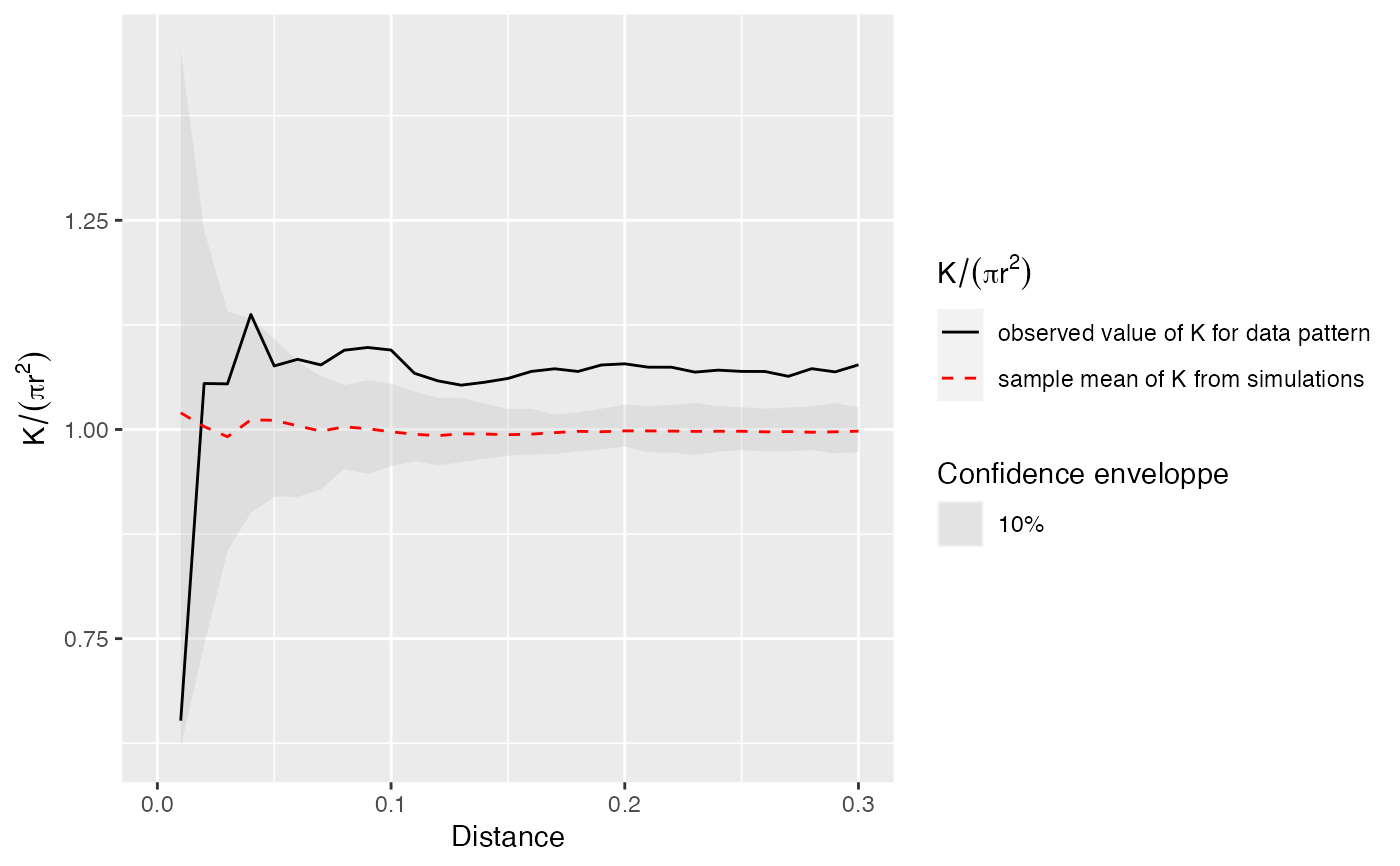 1.25
1.00
0.75
K/(πr²)
0.0
0.1
0.2
0.3
Distance
K/(πr²)
observed value of K for data pattern
sample mean of K from simulations
Confidence enveloppe
10%